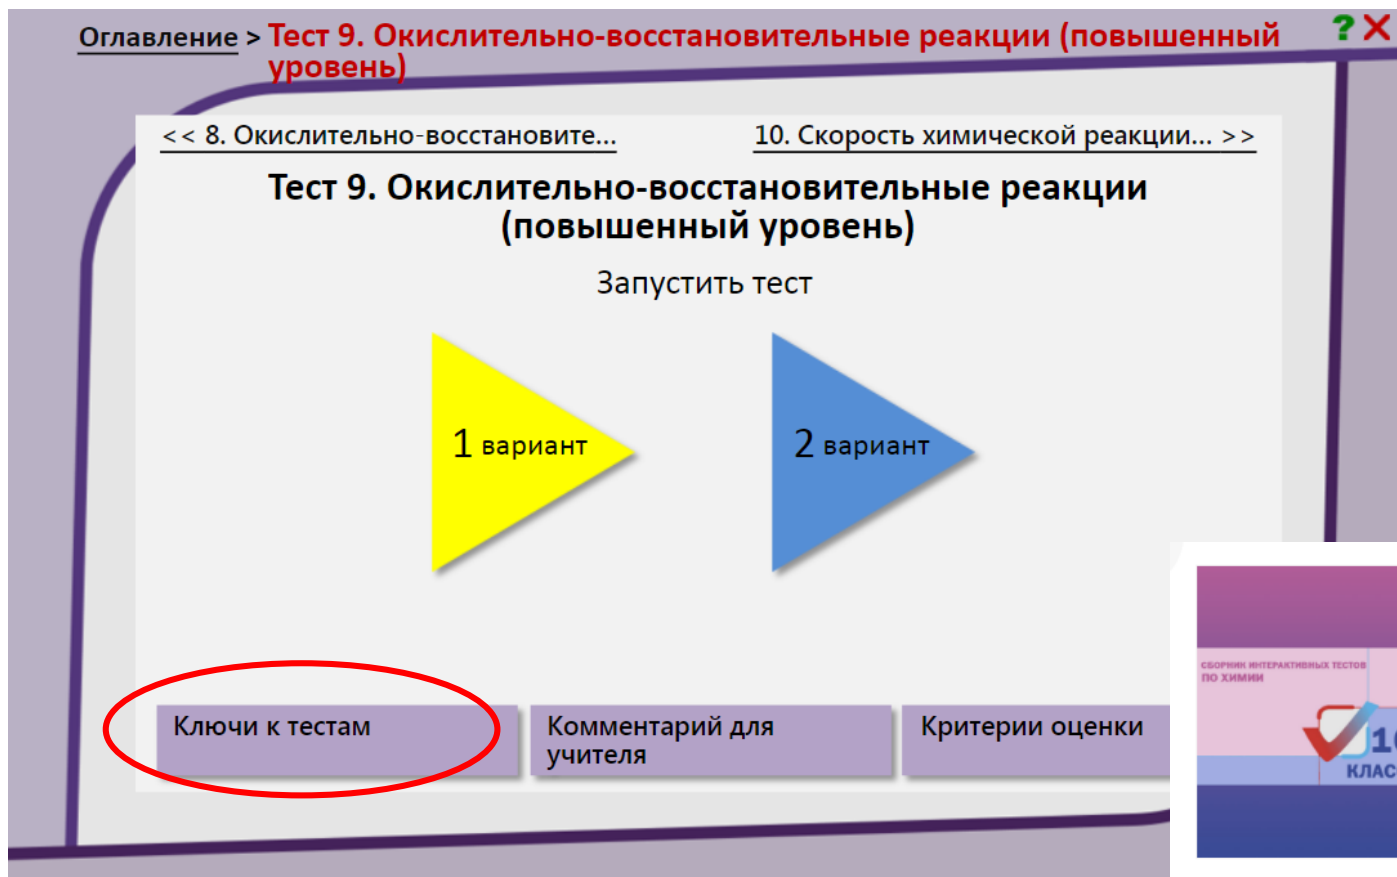 Оглавление > Тест 9. Окислительно-восстановительные реакции (повышенный
уровень)
? X
<< 8. Окислительно-восстановите...
10. Скорость химической реакции... >>
Тест 9. Окислительно-восстановительные реакции
(повышенный уровень)
Запустить тест
1 вариант
2 вариант
Ключи к тестам
Комментарий для
учителя
Критерии оценки
СБОРНИК ИНТЕРАКТИВНЫХ ТЕСТОВ
ПО ХИМИИ
КЛАС